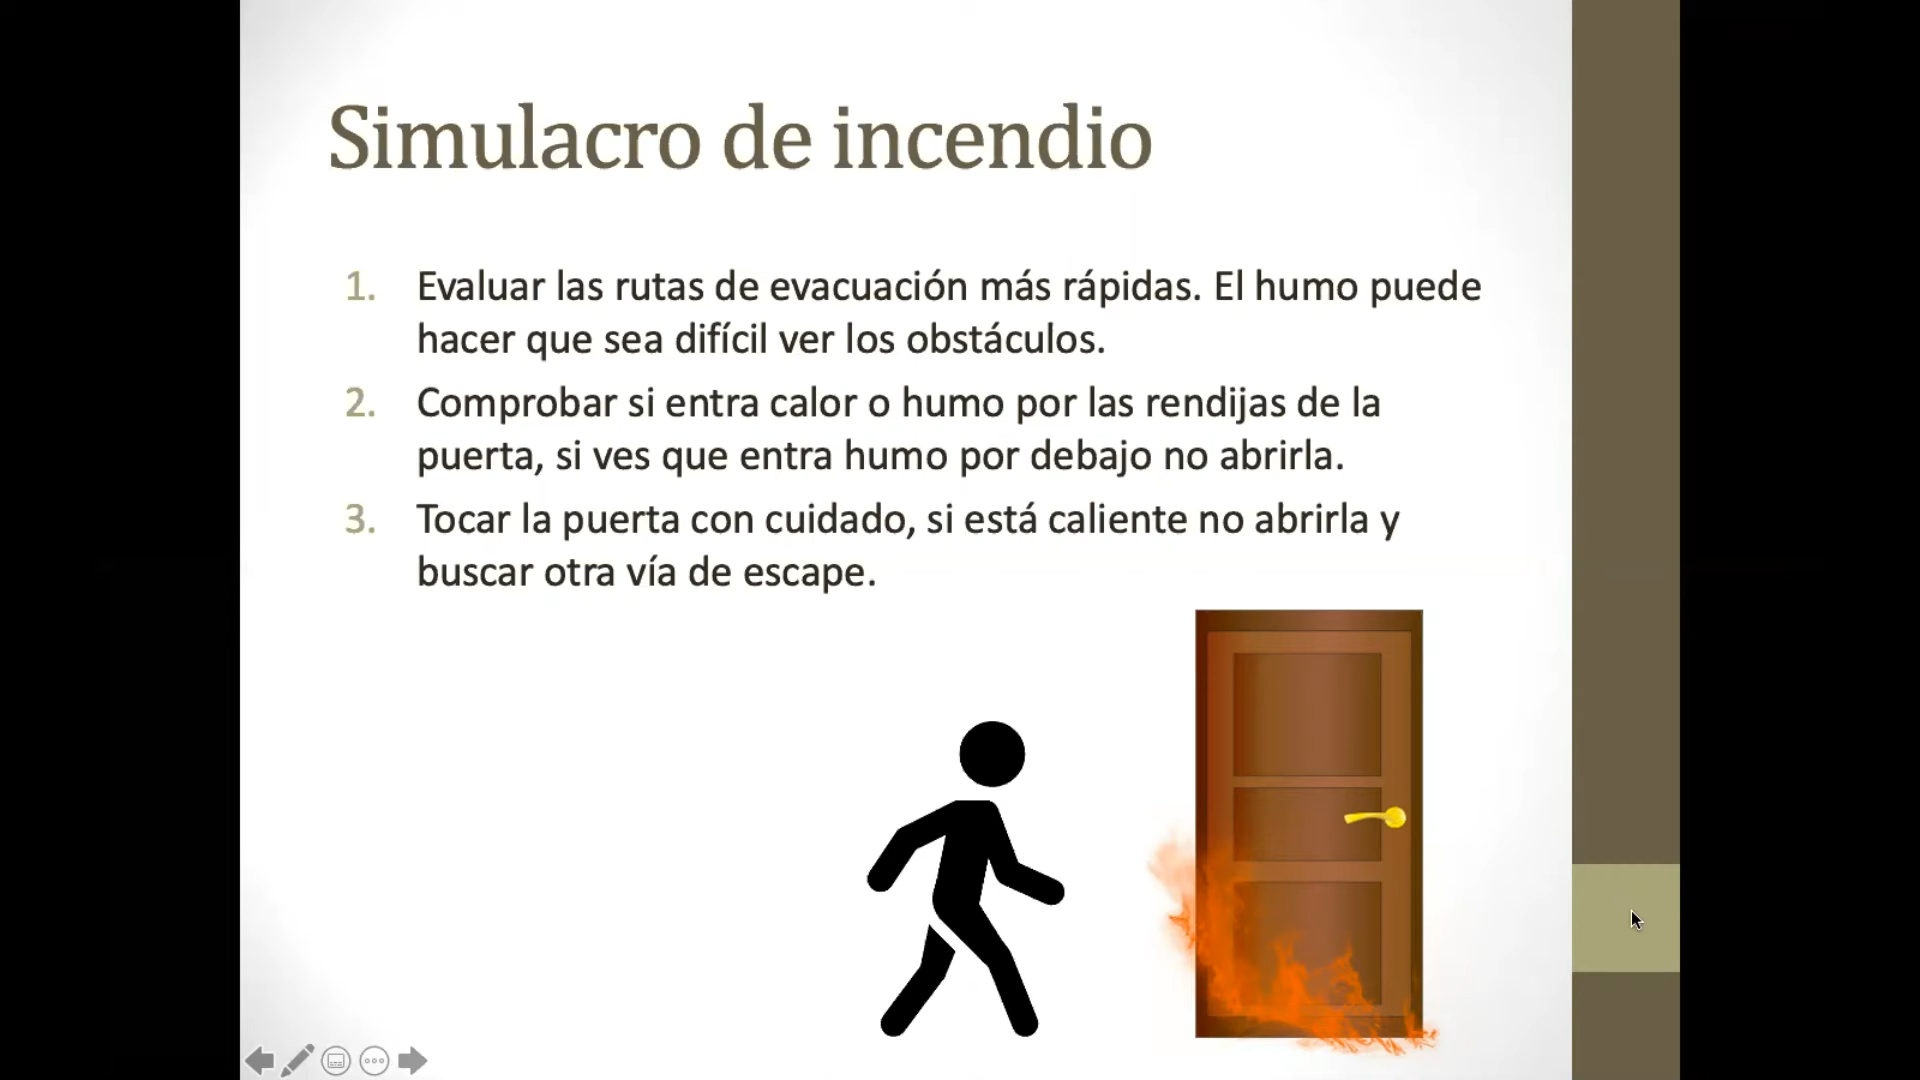 Simulacro de incendio
1. Evaluar las rutas de evacuación más rápidas. El humo puede
hacer que sea difícil ver los obstáculos.
2. Comprobar si entra calor o humo por las rendijas de la
puerta, si ves que entra humo por debajo no abrirla.
3. Tocar la puerta con cuidado, si está caliente no abrirla y
buscar otra vía de escape.